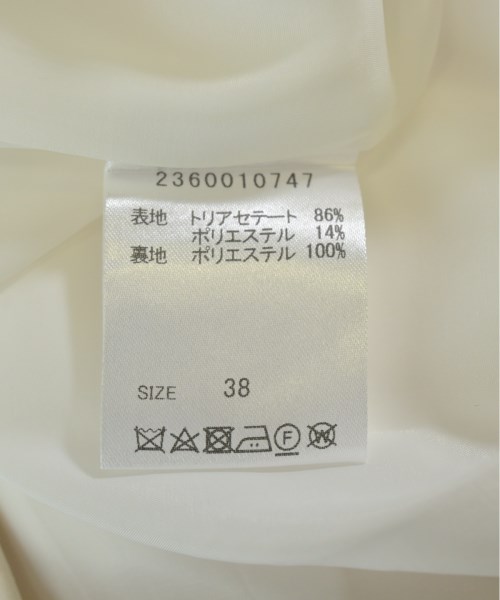 2360010747
表地 トリアセテート 86%
ポリエステル 14%
裏地 ポリエステル 100%
SIZE 38
F W